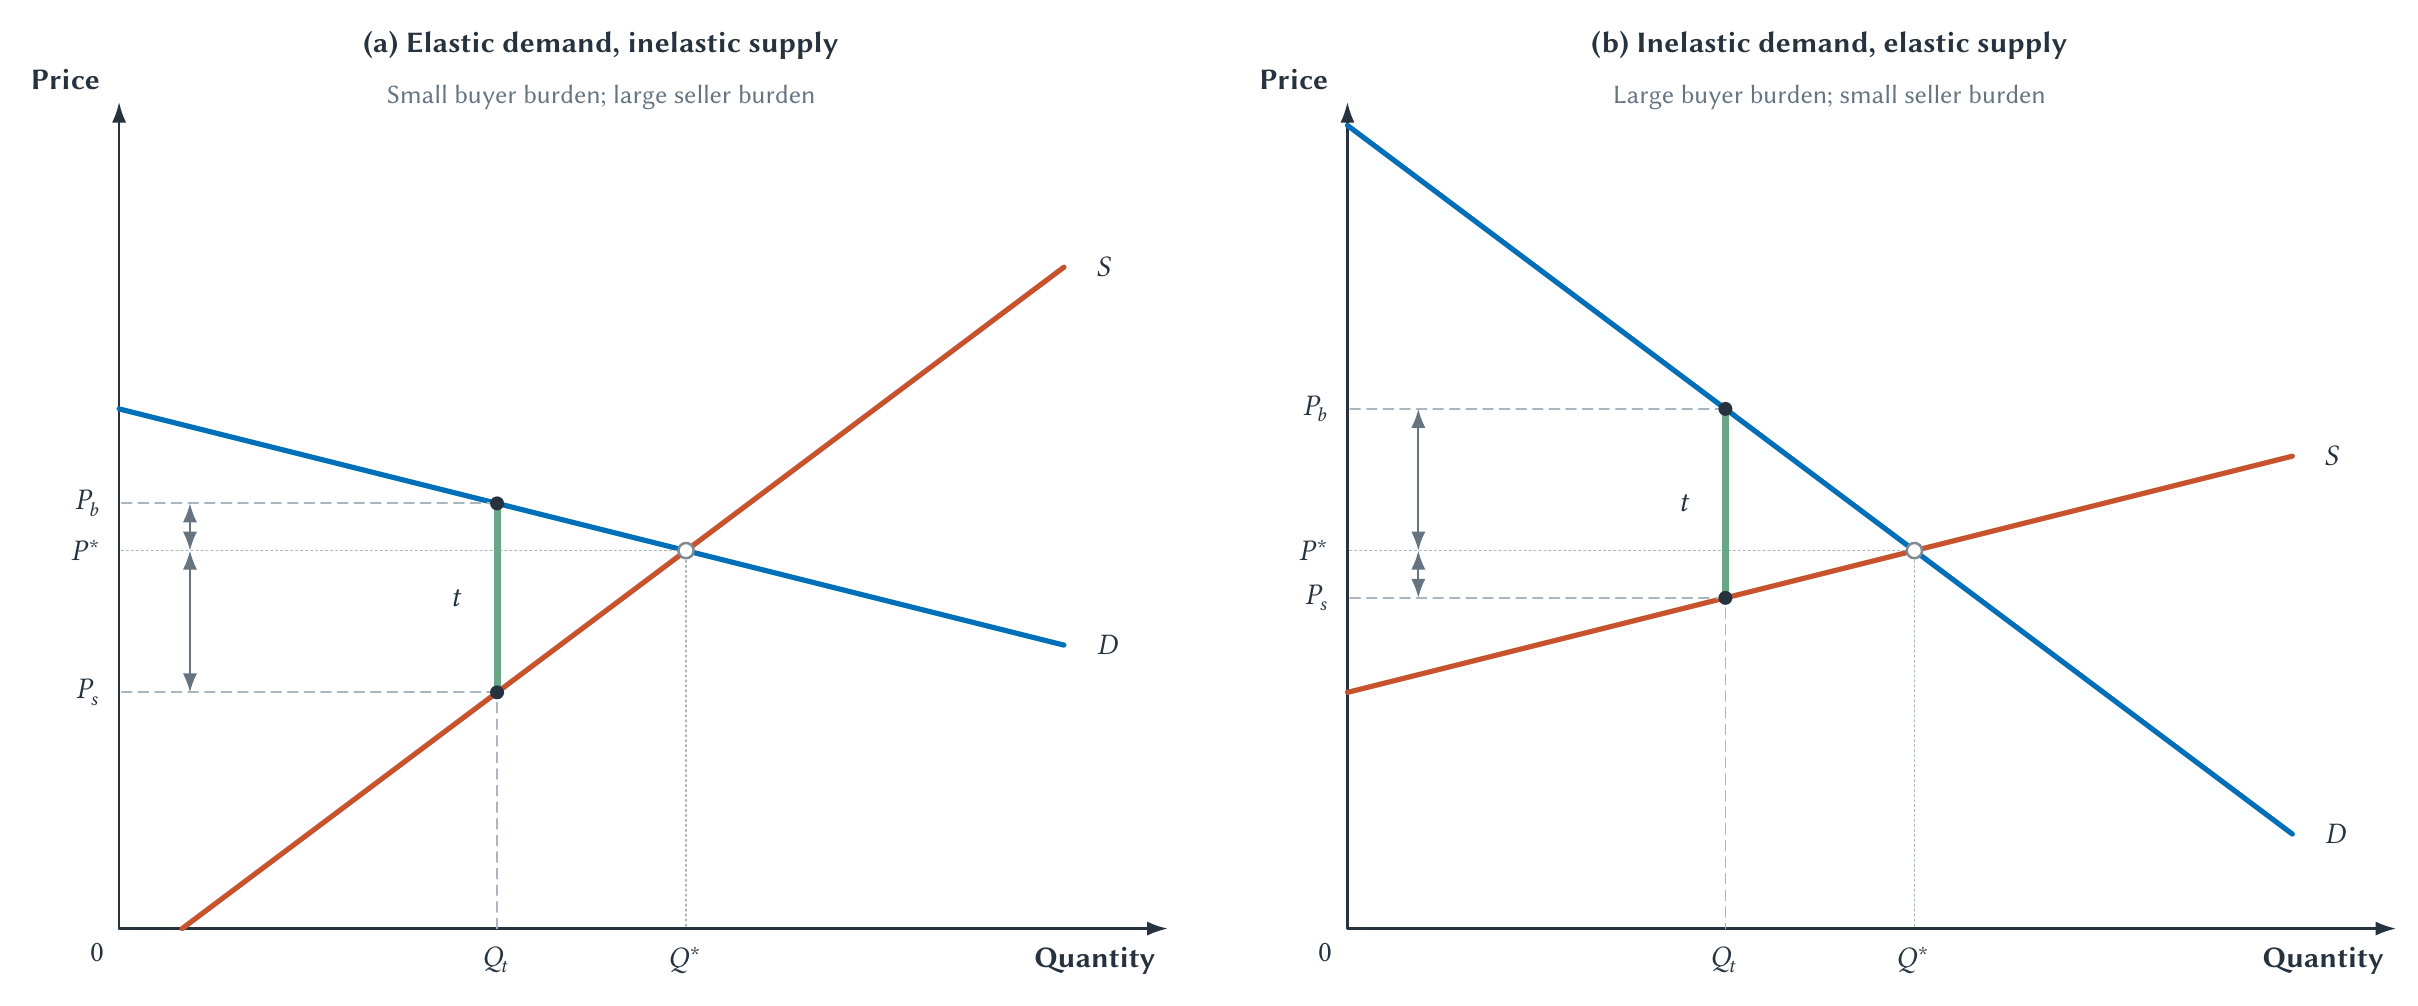 (a) Elastic demand, inelastic supply
Small buyer burden; large seller burden
Price
S
P_b
P*
t
D
P_s
0
Q_t
Q*
Quantity
(b) Inelastic demand, elastic supply
Large buyer burden; small seller burden
Price
P_b
S
t
P*
P_s
D
0
Q_t
Q*
Quantity